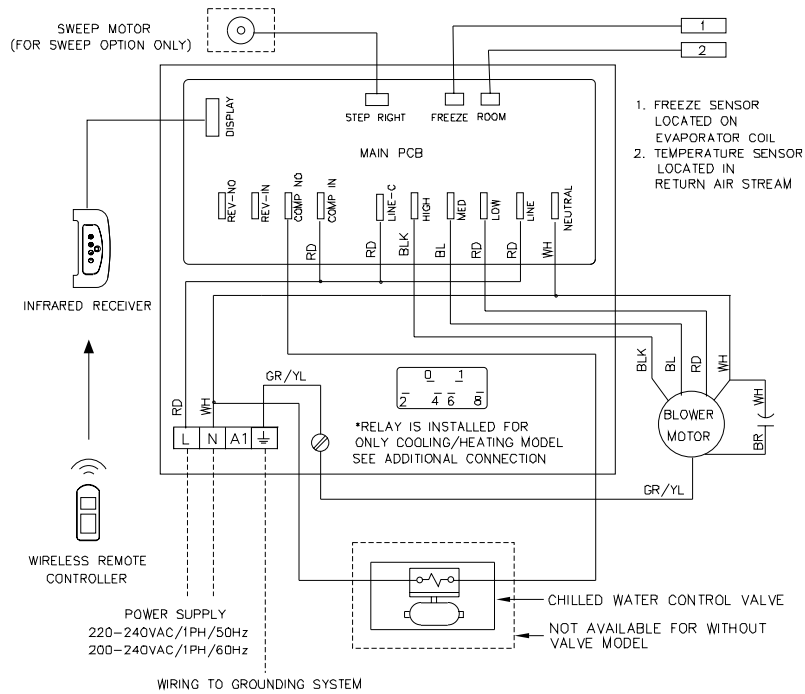 SWEEP MOTOR
(FOR SWEEP OPTION ONLY)
1
2
1. FREEZE SENSOR
LOCATED ON
EVAPORATOR COIL
2. TEMPERATURE SENSOR
LOCATED IN
RETURN AIR STREAM
DISPLAY
STEP RIGHT
FREEZE
ROOM
MAIN PCB
REV-NO
REV-IN
COMP NO
COMP IN
LINE-C
HIGH
MED
LOW
LINE
NEUTRAL
RD
RD
BLK
BL
RD
RD
WH
INFRARED RECEIVER
BLK
BL
RD
WH
GR/YL
0 1
2 4 6 8
RD
WH
WH
BR
BLOWER
MOTOR
*RELAY IS INSTALLED FOR
ONLY COOLING/HEATING MODEL
SEE ADDITIONAL CONNECTION
L N A1
GR/YL
WIRELESS REMOTE
CONTROLLER
CHILLED WATER CONTROL VALVE
NOT AVAILABLE FOR WITHOUT
VALVE MODEL
POWER SUPPLY
220-240VAC/1PH/50Hz
200-240VAC/1PH/60Hz
WIRING TO GROUNDING SYSTEM